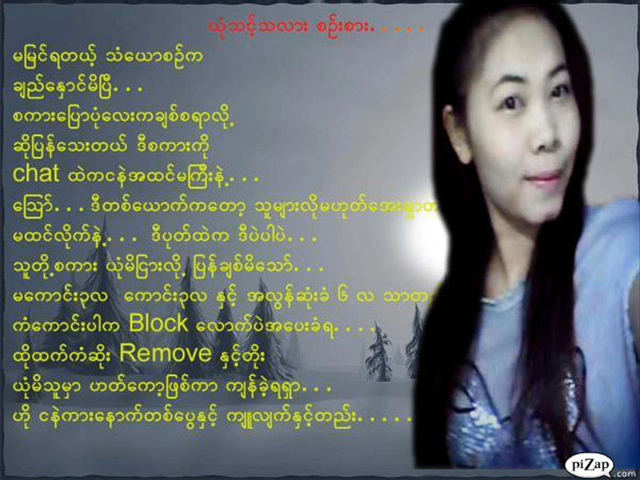 ယုံသင့်သလား စဉ်းစား. . . . .
မမြင်ရတယ့် သံယောစဉ်က
ချည်နှောင်မိပြီ. . .
စကားပြောပုံလေးကချစ်စရာလို့
ဆိုပြန်သေးတယ် ဒီစကားကို
chat ထဲကငနဲအထင်မကြီးနဲ့. . .
ဪ. . . ဒီတစ်ယောက်ကတော့ သူများလိုမဟုတ်အေးရှာတ
မထင်လိုက်နဲ့. . . ဒီပုတ်ထဲက ဒီပဲပါပဲ. . .
သူတို့စကား ယုံမိငြားလို့ ပြန်ချစ်မိသော်. . .
မကောင်း၃လ ကောင်း၃လ နှင့် အလွန်ဆုံးခံ ၆ လ သာတ
ကံကောင်းပါက Block လောက်ပဲအပေးခံရ. . . .
ထိုထက်ကံဆိုး Remove နှင့်တိုး
ယုံမိသူမှာ ဟတ်ကော့ဖြစ်ကာ ကျန်ခဲ့ရရှာ. . .
ဟို ငနဲကားနောက်တစ်ပွေနှင့် ကျူလျက်နှင့်တည်း. . . . .
piZap.com